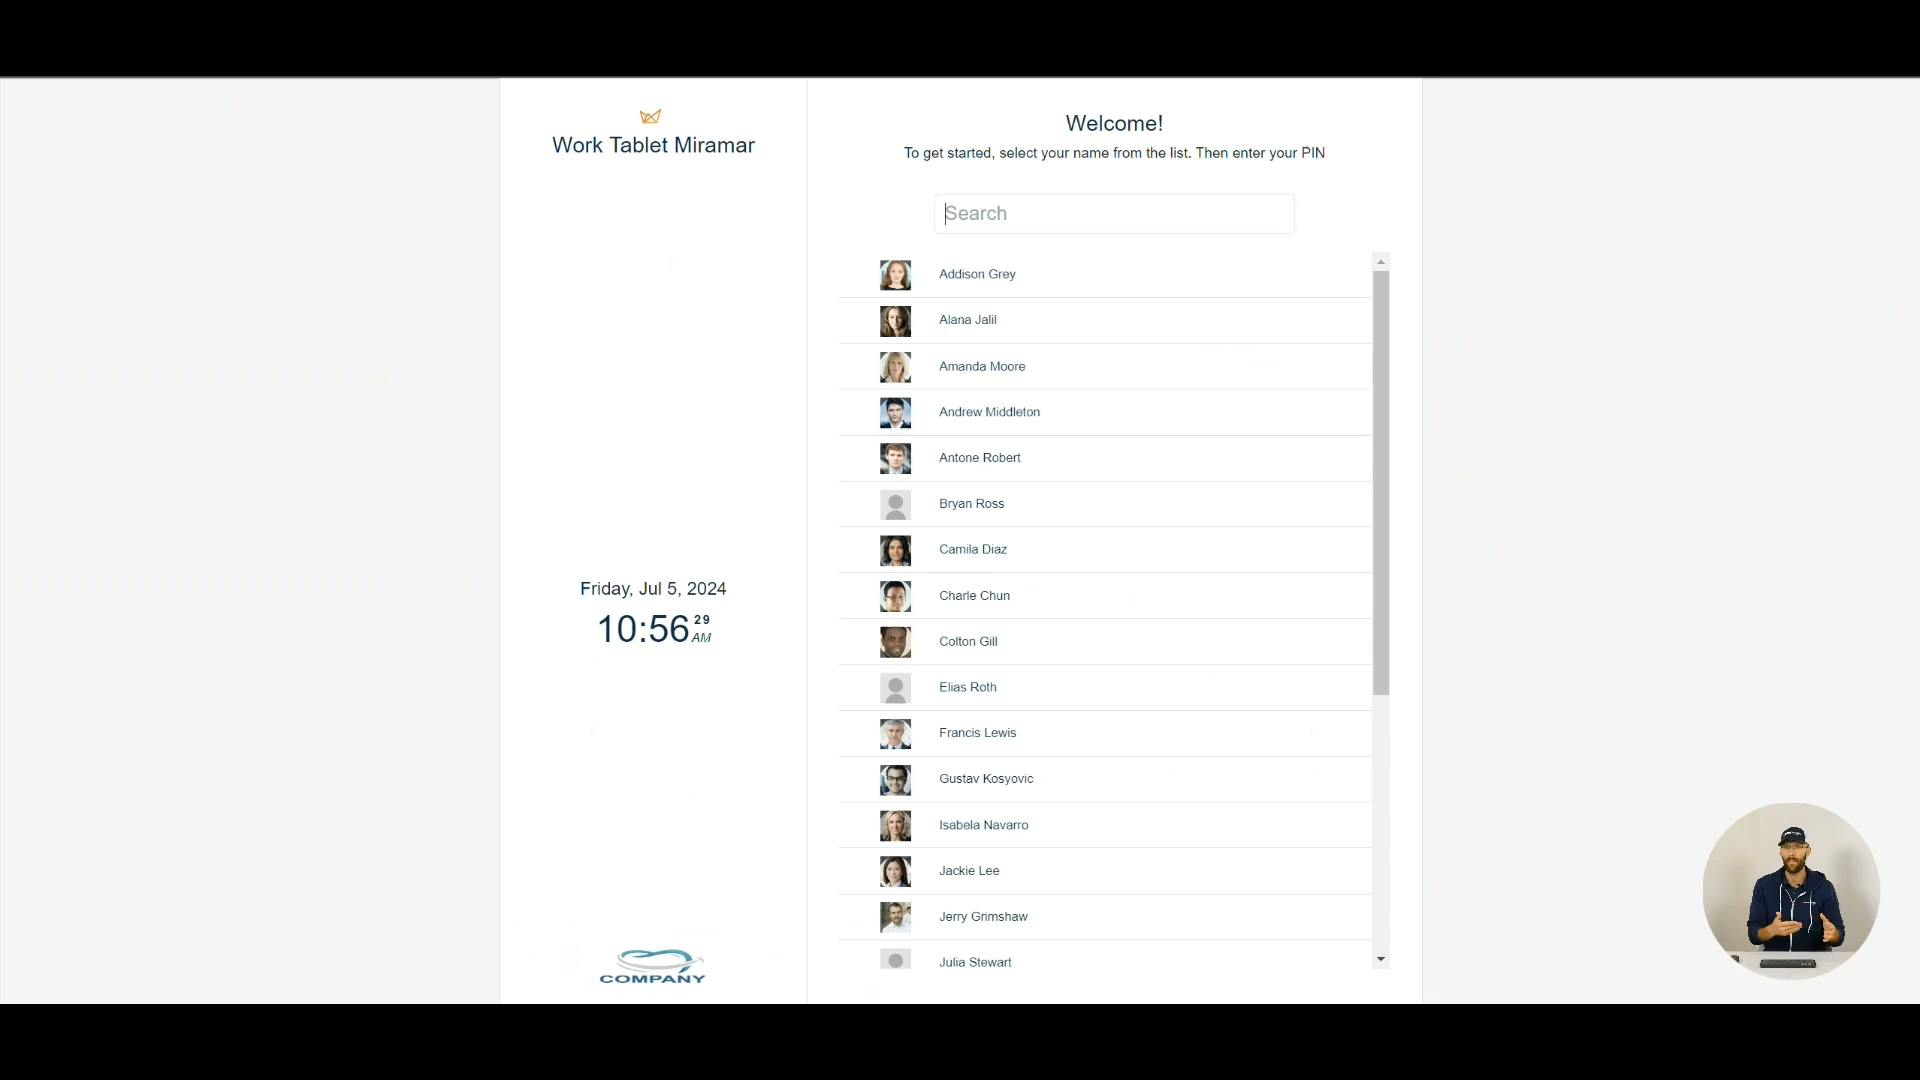 Work Tablet Miramar
Friday, Jul 5, 2024
10:56 29 AM
COMPANY
Welcome!
To get started, select your name from the list. Then enter your PIN
Search
Addison Grey
Alana Jalil
Amanda Moore
Andrew Middleton
Antone Robert
Bryan Ross
Camila Diaz
Charle Chun
Colton Gill
Elias Roth
Francis Lewis
Gustav Kosyovic
Isabela Navarro
Jackie Lee
Jerry Grimshaw
Julia Stewart